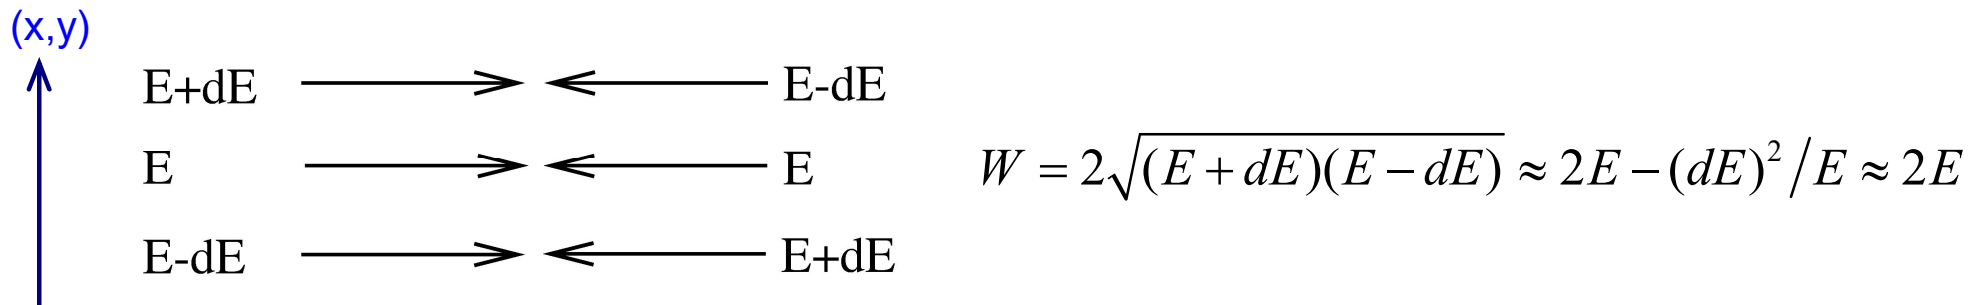 (x,y)
E+dE E-dE
E E
W = 2√(E + dE)(E − dE) ≈ 2E − (dE)²/E ≈ 2E
E-dE E+dE